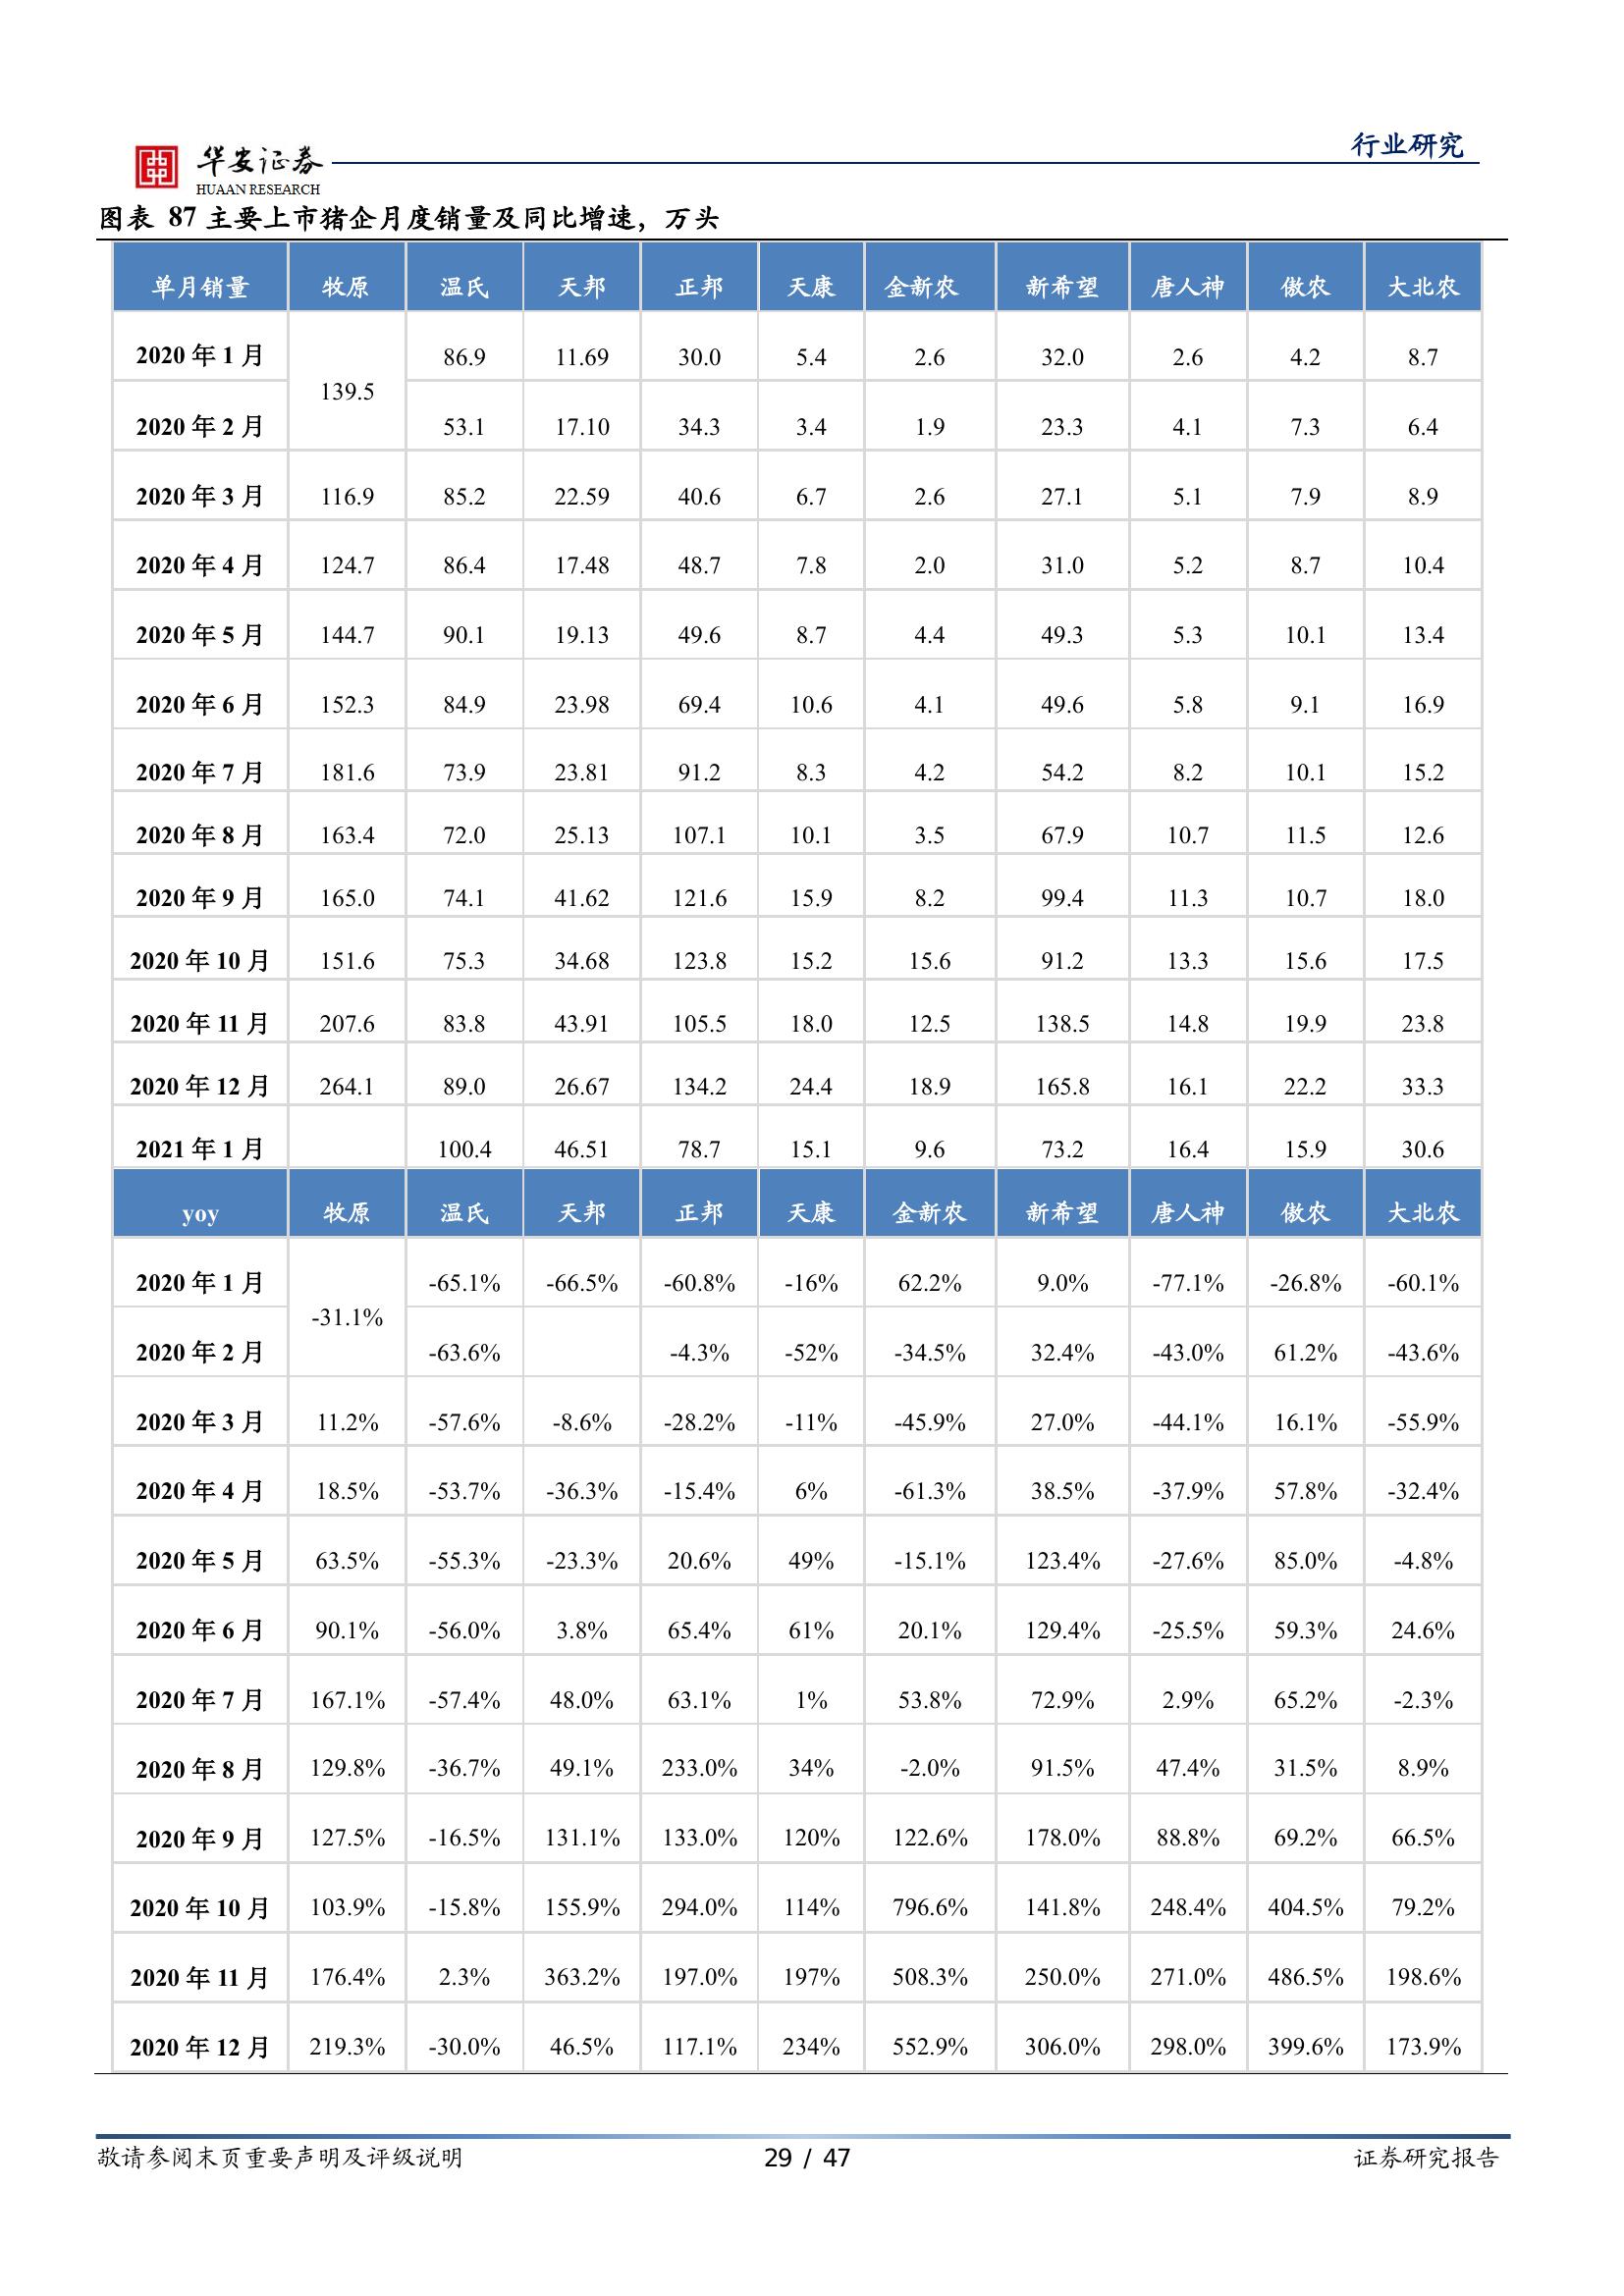 行业研究
华安证券
HUAAN RESEARCH
图表 87 主要上市猪企月度销量及同比增速，万头
单月销量 牧原 温氏 天邦 正邦 天康 金新农 新希望 唐人神 傲农 大北农
2020 年 1 月 139.5 86.9 11.69 30.0 5.4 2.6 32.0 2.6 4.2 8.7
2020 年 2 月 53.1 17.10 34.3 3.4 1.9 23.3 4.1 7.3 6.4
2020 年 3 月 116.9 85.2 22.59 40.6 6.7 2.6 27.1 5.1 7.9 8.9
2020 年 4 月 124.7 86.4 17.48 48.7 7.8 2.0 31.0 5.2 8.7 10.4
2020 年 5 月 144.7 90.1 19.13 49.6 8.7 4.4 49.3 5.3 10.1 13.4
2020 年 6 月 152.3 84.9 23.98 69.4 10.6 4.1 49.6 5.8 9.1 16.9
2020 年 7 月 181.6 73.9 23.81 91.2 8.3 4.2 54.2 8.2 10.1 15.2
2020 年 8 月 163.4 72.0 25.13 107.1 10.1 3.5 67.9 10.7 11.5 12.6
2020 年 9 月 165.0 74.1 41.62 121.6 15.9 8.2 99.4 11.3 10.7 18.0
2020 年 10 月 151.6 75.3 34.68 123.8 15.2 15.6 91.2 13.3 15.6 17.5
2020 年 11 月 207.6 83.8 43.91 105.5 18.0 12.5 138.5 14.8 19.9 23.8
2020 年 12 月 264.1 89.0 26.67 134.2 24.4 18.9 165.8 16.1 22.2 33.3
2021 年 1 月 100.4 46.51 78.7 15.1 9.6 73.2 16.4 15.9 30.6
yoy 牧原 温氏 天邦 正邦 天康 金新农 新希望 唐人神 傲农 大北农
2020 年 1 月 -31.1% -65.1% -66.5% -60.8% -16% 62.2% 9.0% -77.1% -26.8% -60.1%
2020 年 2 月 -63.6% -4.3% -52% -34.5% 32.4% -43.0% 61.2% -43.6%
2020 年 3 月 11.2% -57.6% -8.6% -28.2% -11% -45.9% 27.0% -44.1% 16.1% -55.9%
2020 年 4 月 18.5% -53.7% -36.3% -15.4% 6% -61.3% 38.5% -37.9% 57.8% -32.4%
2020 年 5 月 63.5% -55.3% -23.3% 20.6% 49% -15.1% 123.4% -27.6% 85.0% -4.8%
2020 年 6 月 90.1% -56.0% 3.8% 65.4% 61% 20.1% 129.4% -25.5% 59.3% 24.6%
2020 年 7 月 167.1% -57.4% 48.0% 63.1% 1% 53.8% 72.9% 2.9% 65.2% -2.3%
2020 年 8 月 129.8% -36.7% 49.1% 233.0% 34% -2.0% 91.5% 47.4% 31.5% 8.9%
2020 年 9 月 127.5% -16.5% 131.1% 133.0% 120% 122.6% 178.0% 88.8% 69.2% 66.5%
2020 年 10 月 103.9% -15.8% 155.9% 294.0% 114% 796.6% 141.8% 248.4% 404.5% 79.2%
2020 年 11 月 176.4% 2.3% 363.2% 197.0% 197% 508.3% 250.0% 271.0% 486.5% 198.6%
2020 年 12 月 219.3% -30.0% 46.5% 117.1% 234% 552.9% 306.0% 298.0% 399.6% 173.9%
敬请参阅末页重要声明及评级说明 29 / 47 证券研究报告